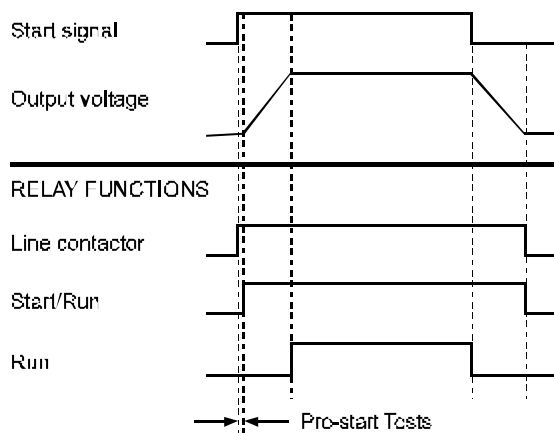 Start signal
Output voltage
RELAY FUNCTIONS
Line contactor
Start/Run
Run
Pre-start Tests